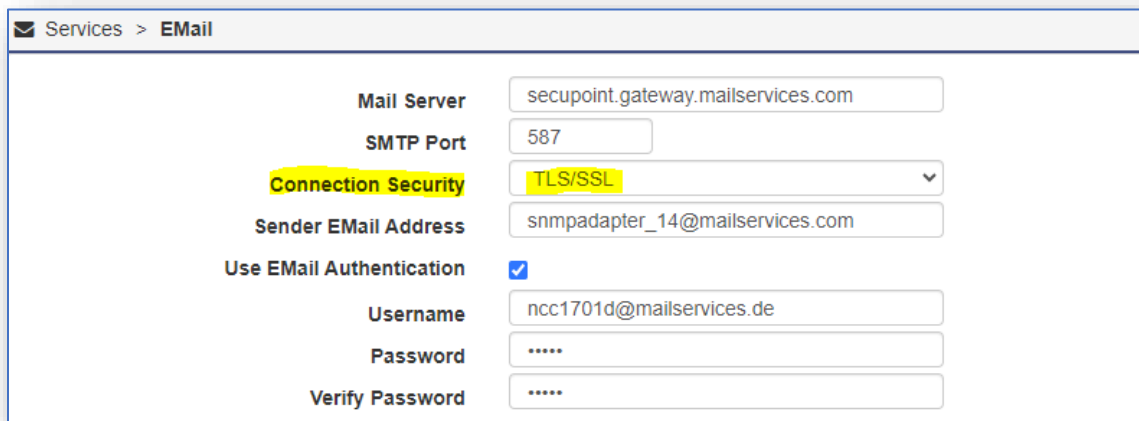 Services > EMail
Mail Server secupoint.gateway.mailservices.com
SMTP Port 587
Connection Security TLS/SSL
Sender EMail Address snmpadapter_14@mailservices.com
Use EMail Authentication
Username ncc1701d@mailservices.de
Password •••••
Verify Password •••••